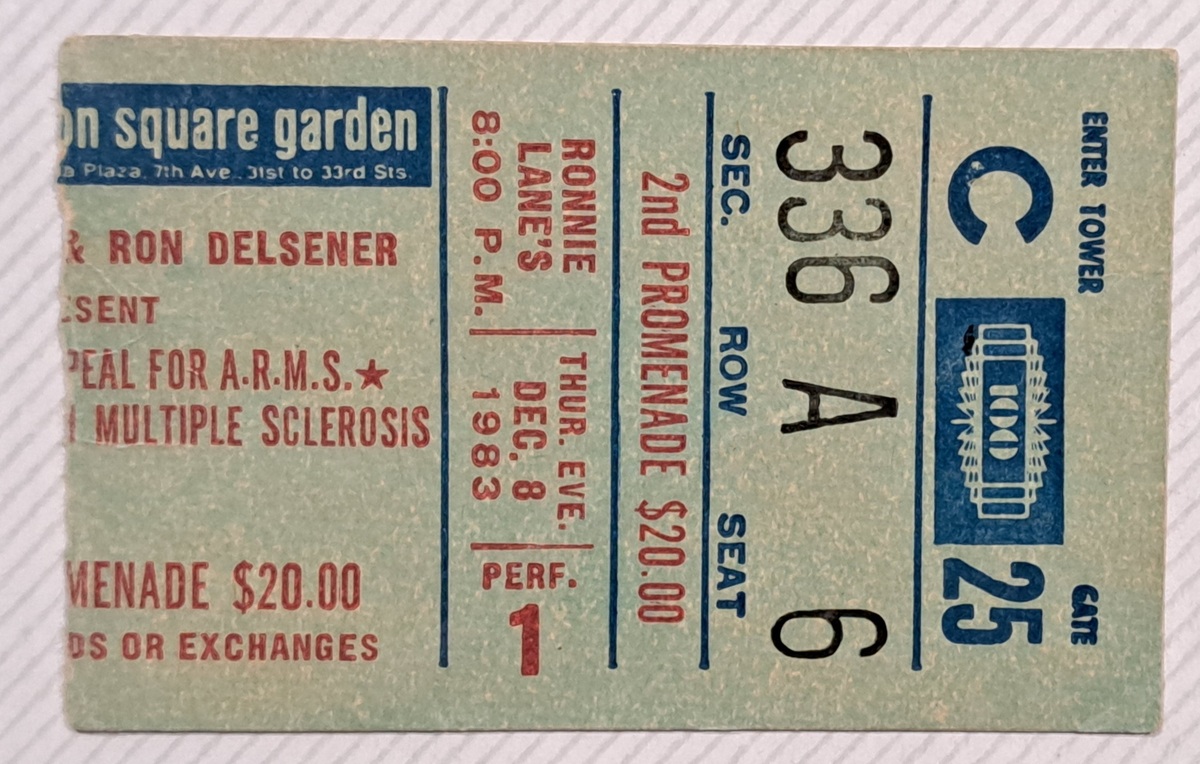 on square garden
a Plaza, 7th Ave., 31st to 33rd Sts.
& RON DELSENER
ESENT
PEAL FOR A.R.M.S.★
MULTIPLE SCLEROSIS
MENADE $20.00
DS OR EXCHANGES
RONNIE
LANE'S
8:00 P.M.
THUR. EVE.
DEC. 8
1983
PERF.
1
2nd PROMENADE $20.00
SEC. ROW SEAT
336 A 6
ENTER TOWER
C
100
GATE
25